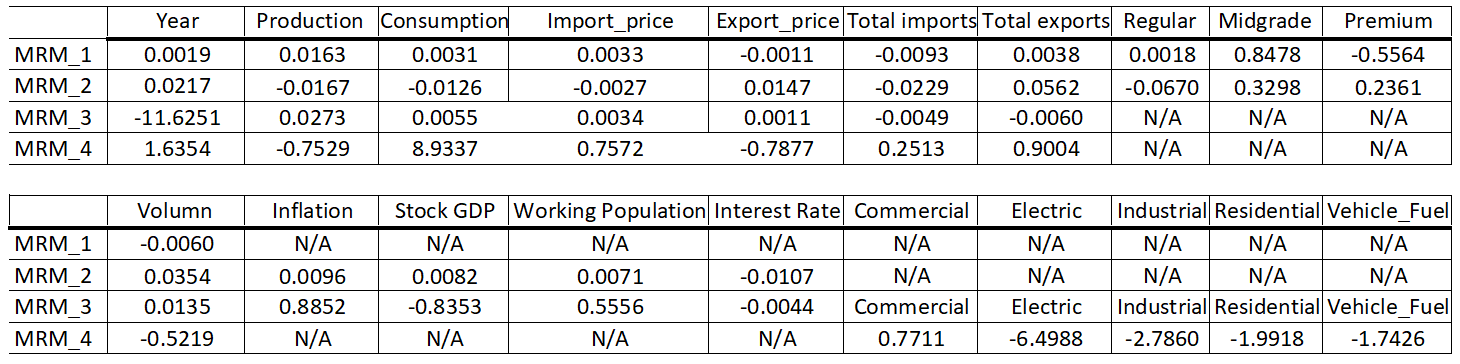 Year Production Consumption Import_price Export_price Total imports Total exports Regular Midgrade Premium
MRM_1 0.0019 0.0163 0.0031 0.0033 -0.0011 -0.0093 0.0038 0.0018 0.8478 -0.5564
MRM_2 0.0217 -0.0167 -0.0126 -0.0027 0.0147 -0.0229 0.0562 -0.0670 0.3298 0.2361
MRM_3 -11.6251 0.0273 0.0055 0.0034 0.0011 -0.0049 -0.0060 N/A N/A N/A
MRM_4 1.6354 -0.7529 8.9337 0.7572 -0.7877 0.2513 0.9004 N/A N/A N/A
Volumn Inflation Stock GDP Working Population Interest Rate Commercial Electric Industrial Residential Vehicle_Fuel
MRM_1 -0.0060 N/A N/A N/A N/A N/A N/A N/A N/A N/A
MRM_2 0.0354 0.0096 0.0082 0.0071 -0.0107 N/A N/A N/A N/A N/A
MRM_3 0.0135 0.8852 -0.8353 0.5556 -0.0044 Commercial Electric Industrial Residential Vehicle_Fuel
MRM_4 -0.5219 N/A N/A N/A N/A 0.7711 -6.4988 -2.7860 -1.9918 -1.7426